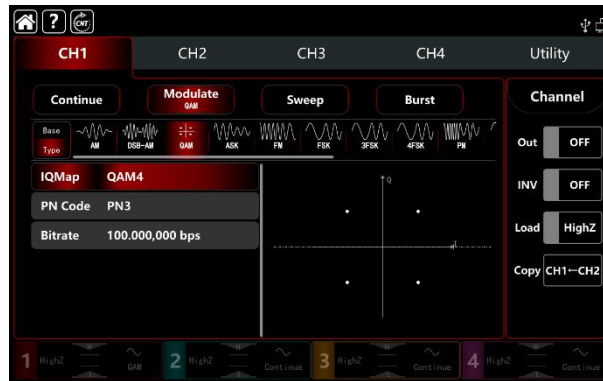 ? CNT
CH1 CH2 CH3 CH4 Utility
Continue Modulate Sweep Burst Channel
QAM
Base
Type AM DSB-AM QAM ASK FM FSK 3FSK 4FSK PM
Out OFF
IQMap QAM4
Q
INV OFF
PN Code PN3
Bitrate 100.000,000 bps
Load HighZ
I
Copy CH1←CH2
1 HighZ QAM 2 HighZ Continue 3 HighZ Continue 4 HighZ Continue